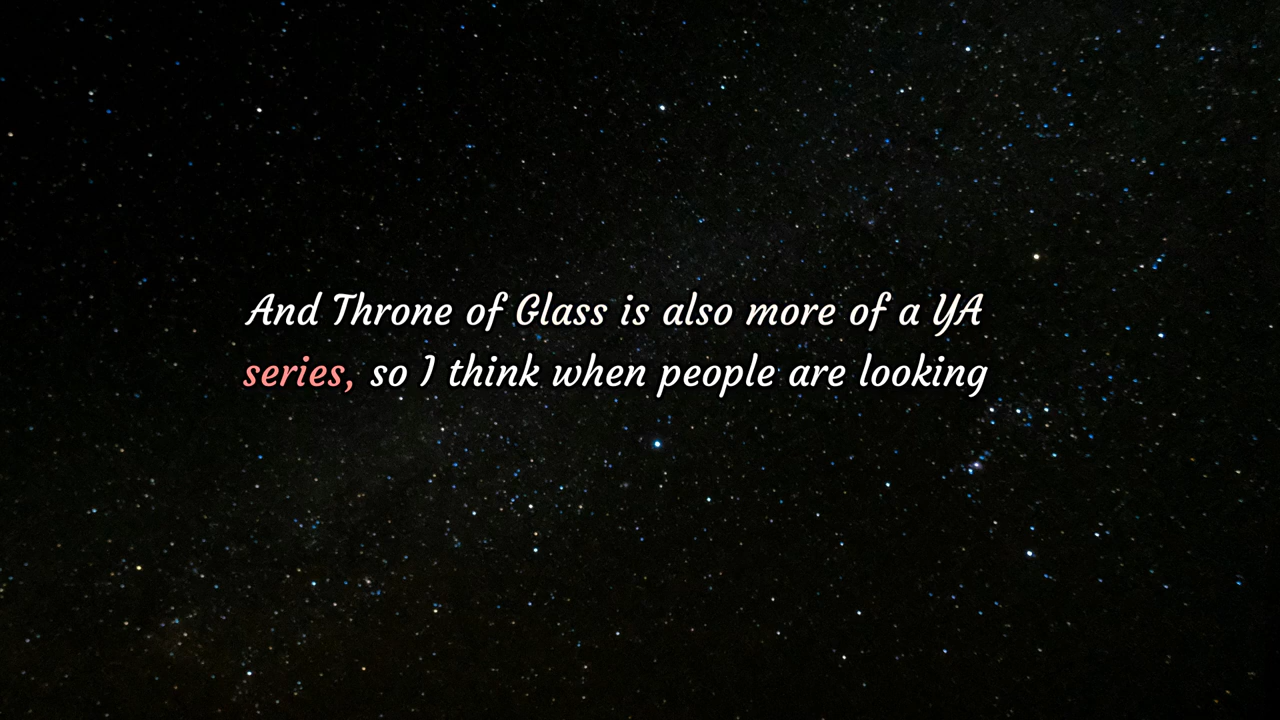 And Throne of Glass is also more of a YA
series, so I think when people are looking